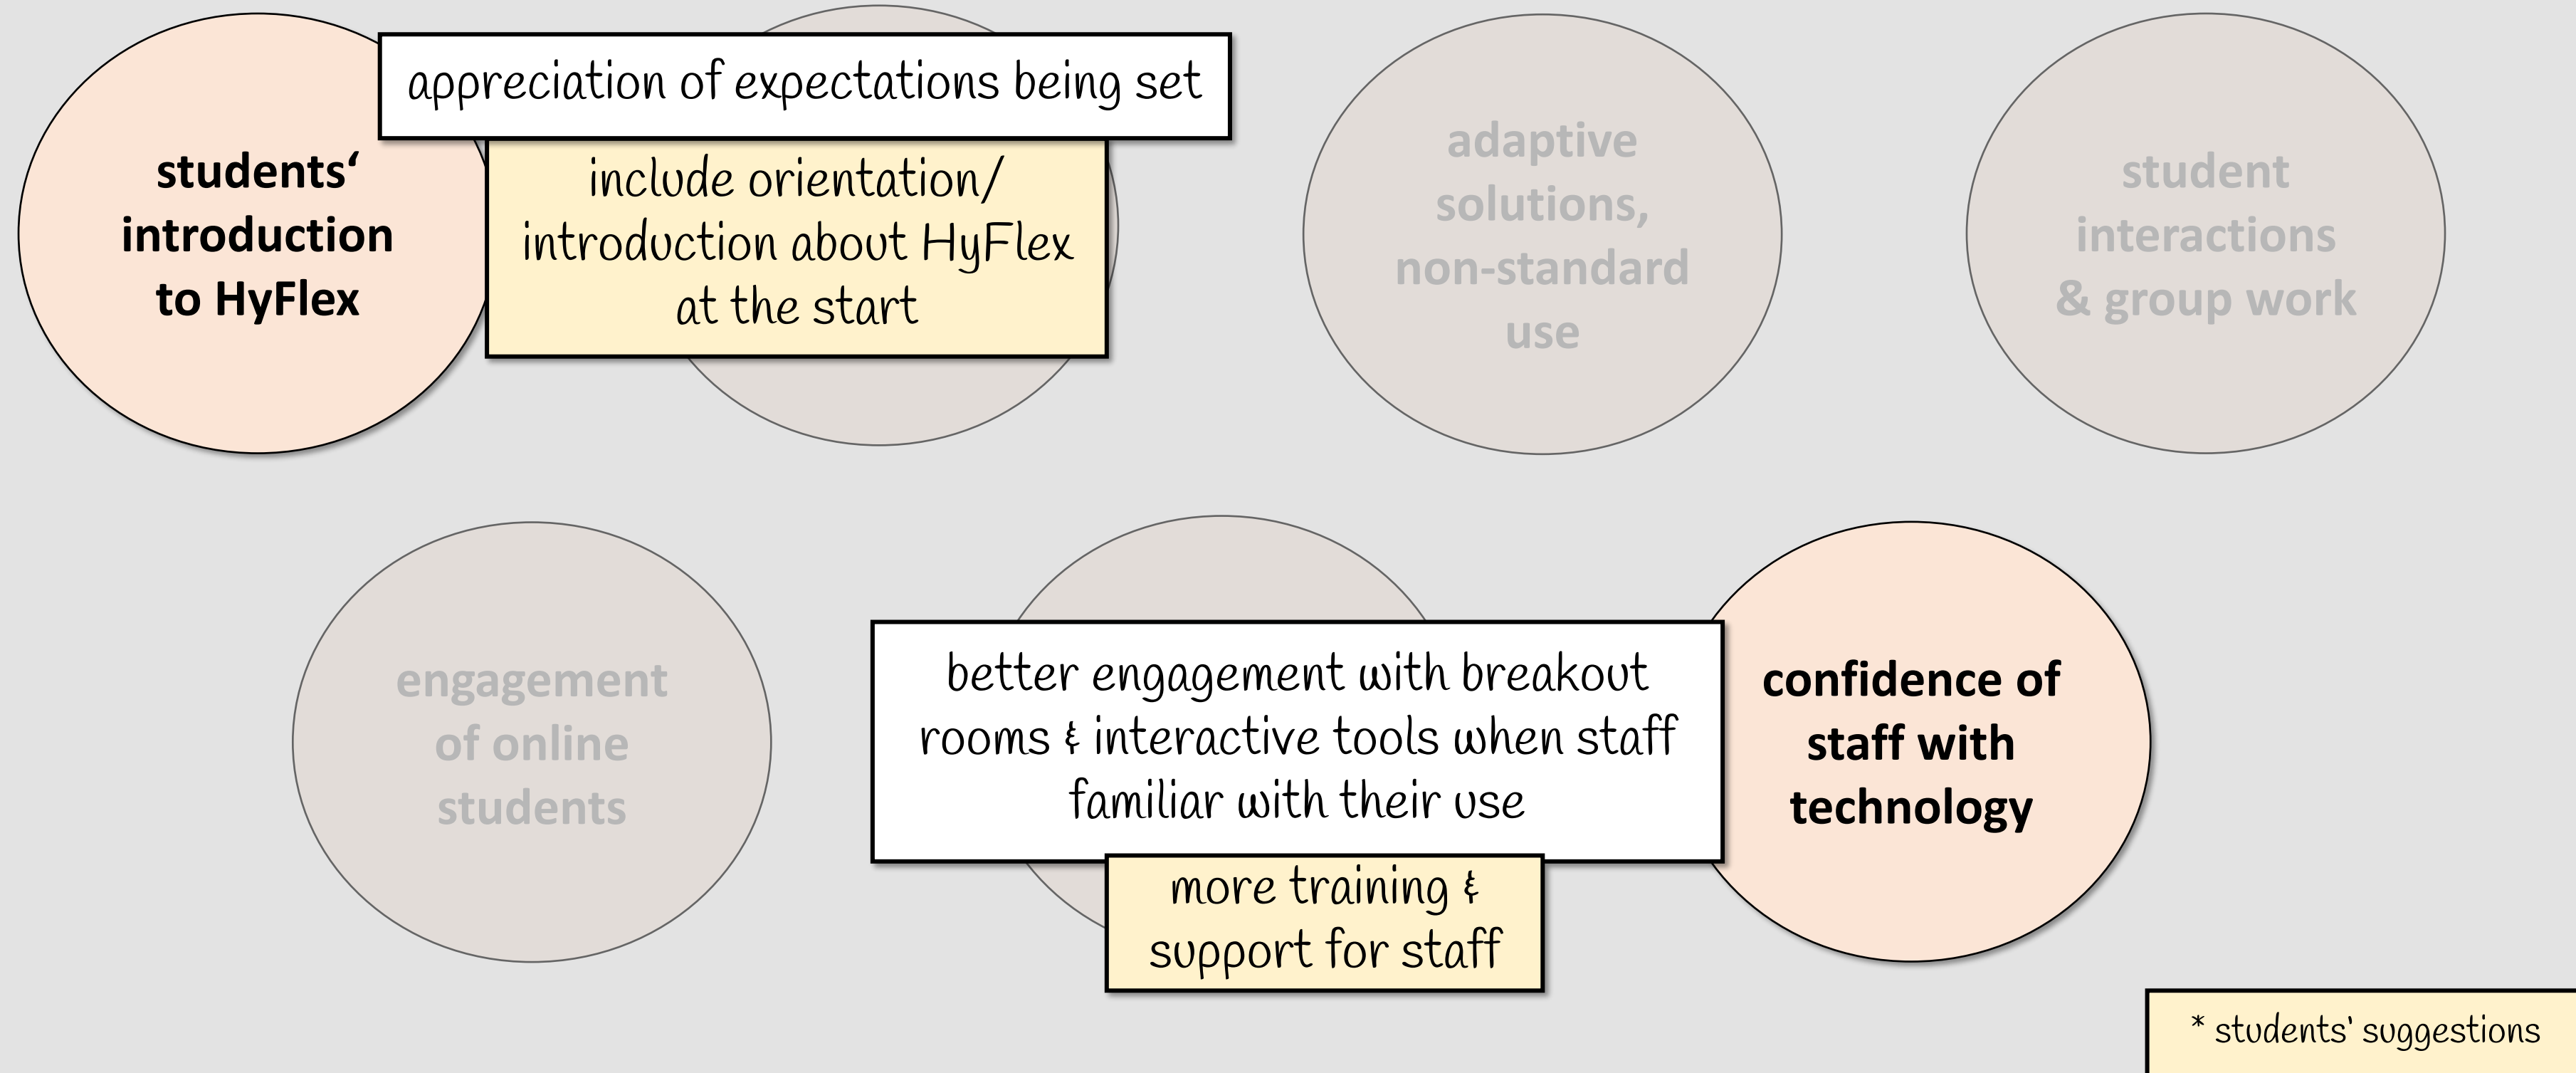 appreciation of expectations being set
students‘
introduction
to HyFlex
include orientation/
introduction about HyFlex
at the start
adaptive
solutions,
non-standard
use
student
interactions
& group work
engagement
of online
students
better engagement with breakout
rooms & interactive tools when staff
familiar with their use
more training &
support for staff
confidence of
staff with
technology
* students' suggestions